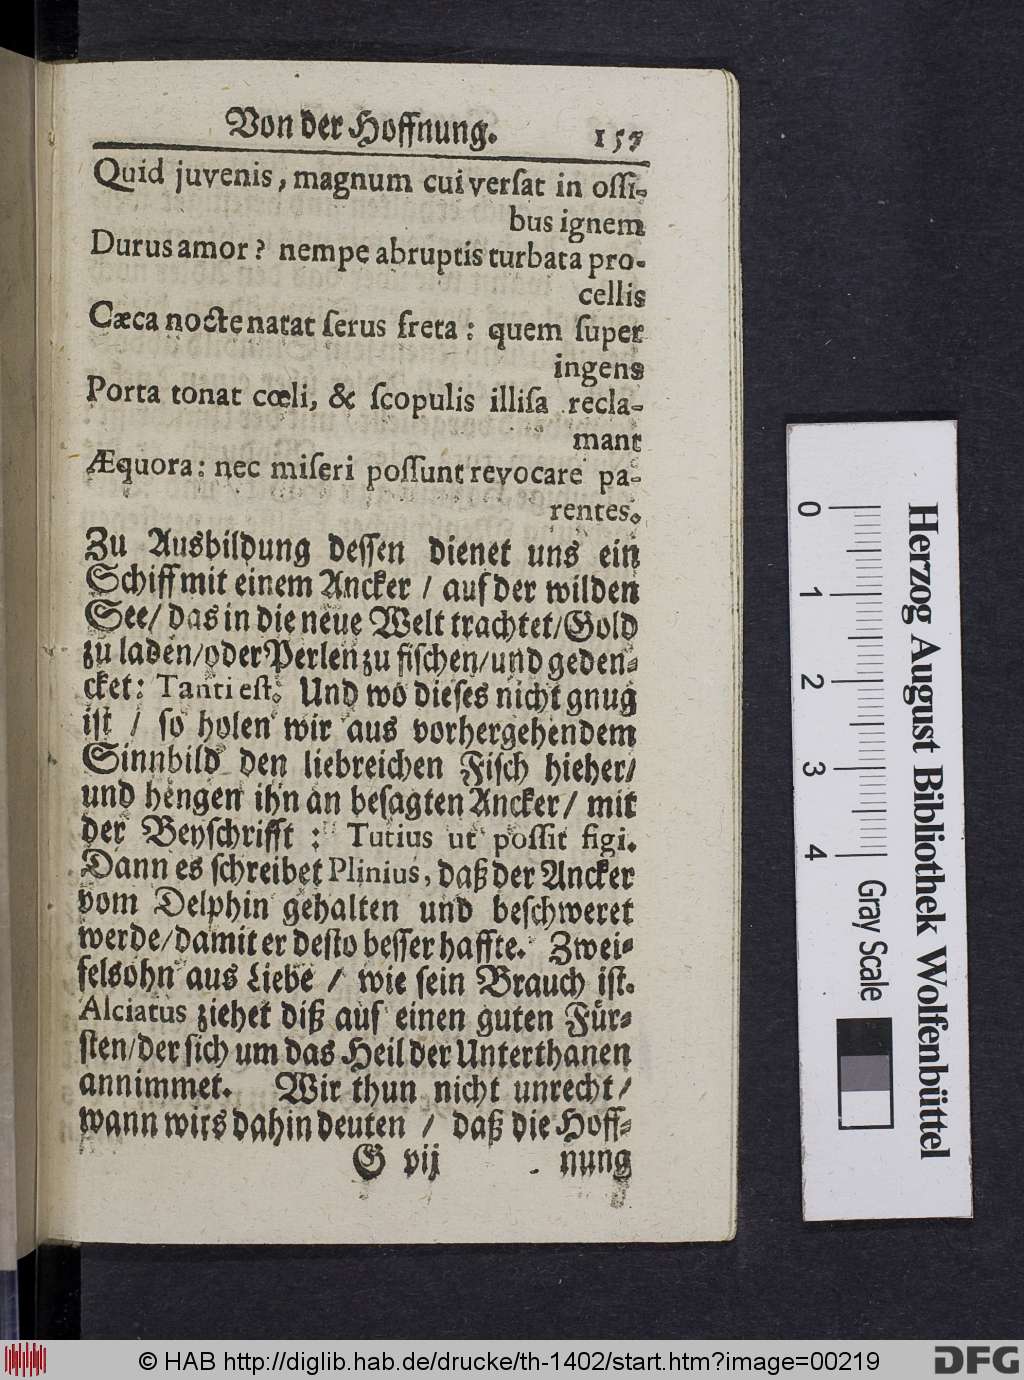 Von der Hoffnung. 157
Quid juvenis, magnum cui versat in ossi-
bus ignem
Durus amor? nempe abruptis turbata pro-
cellis
Cæca nocte natat serus freta: quem super
ingens
Porta tonat cœli, & scopulis illisa recla-
mant
Æquora: nec miseri possunt revocare pa-
rentes.
Zu Ausbildung dessen dienet uns ein
Schiff mit einem Ancker / auf der wilden
See/ das in die neue Welt trachtet/Gold
zu laden/oder Perlen zu fischen/und geden-
cket: Tanti est. Und wo dieses nicht gnug
ist / so holen wir aus vorhergehendem
Sinnbild den liebreichen Fisch hieher/
und hengen ihn an besagten Ancker/ mit
der Beyschrifft: Tutius ut possit figi.
Dann es schreibet Plinius, daß der Ancker
vom Delphin gehalten und beschweret
werde/damit er desto besser haffte. Zwei-
felsohn aus Liebe / wie sein Brauch ist.
Alciatus ziehet diß auf einen guten Für-
sten/der sich um das Heil der Unterthanen
annimmet. Wir thun nicht unrecht/
wann wirs dahin deuten / daß die Hoff-
G vij nung
Herzog August Bibliothek Wolfenbüttel
0 1 2 3 4 Gray Scale
© HAB http://diglib.hab.de/drucke/th-1402/start.htm?image=00219
DFG